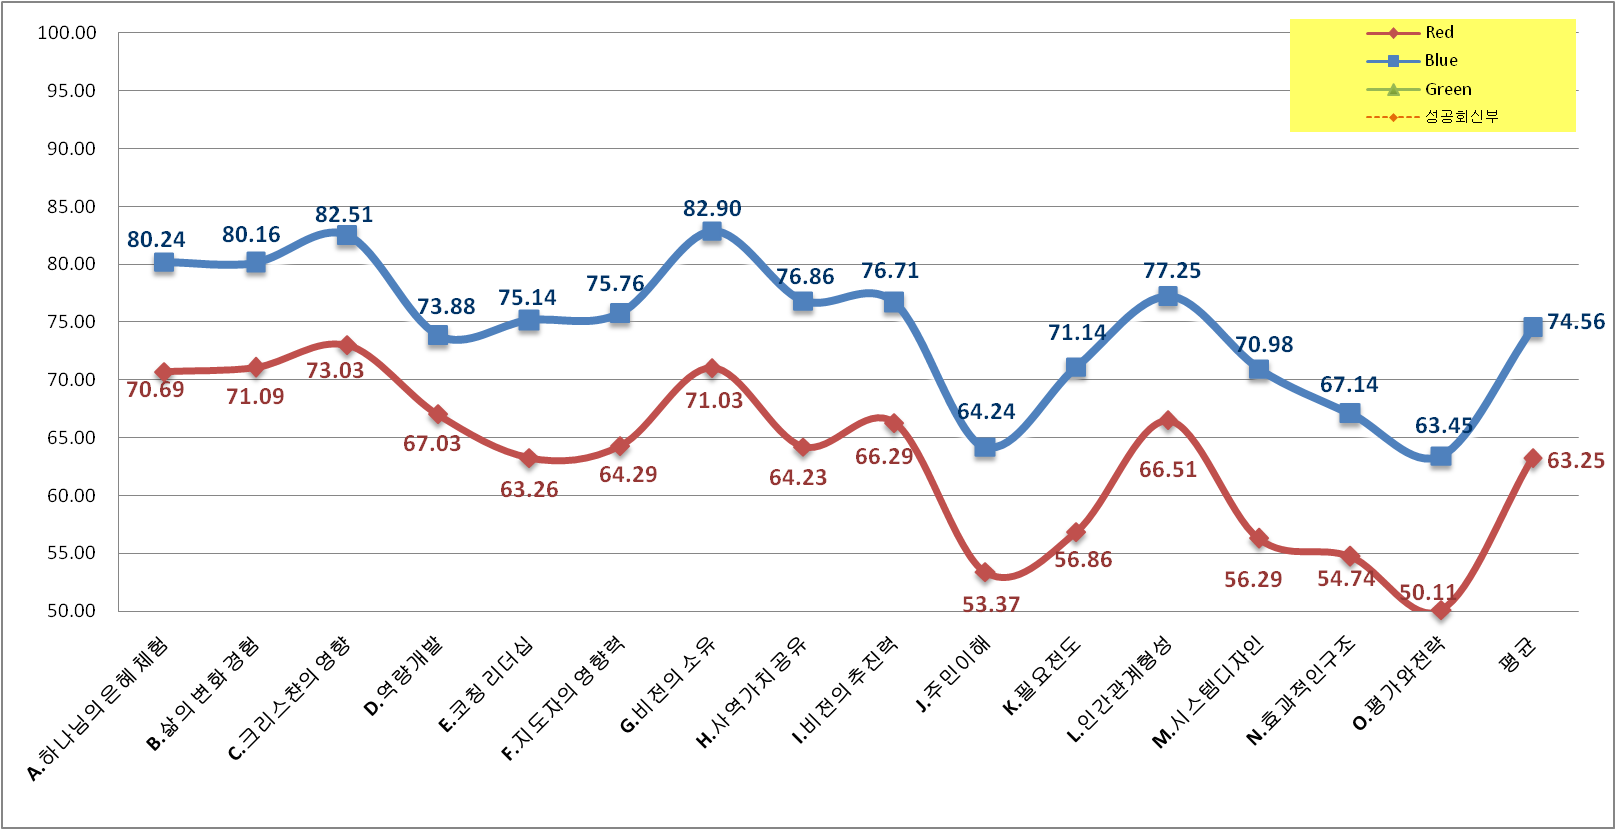 100.00
95.00
90.00
85.00
80.00
75.00
70.00
65.00
60.00
55.00
50.00
Red
Blue
Green
성공회신부
80.24
80.16
82.51
73.88
75.14
75.76
82.90
76.86
76.71
64.24
71.14
77.25
70.98
67.14
63.45
74.56
70.69
71.09
73.03
67.03
63.26
64.29
71.03
64.23
66.29
53.37
56.86
66.51
56.29
54.74
50.11
63.25
A.하나님의은혜체험
B.삶의변화경험
C.크리스찬의영향
D.역량개발
E.코칭리더십
F.지도자의영향력
G.비전의소유
H.사역가치공유
I.비전의추진력
J.주민이해
K.필요전도
L.인간관계형성
M.시스템디자인
N.효과적인구조
O.평가와전략
평균